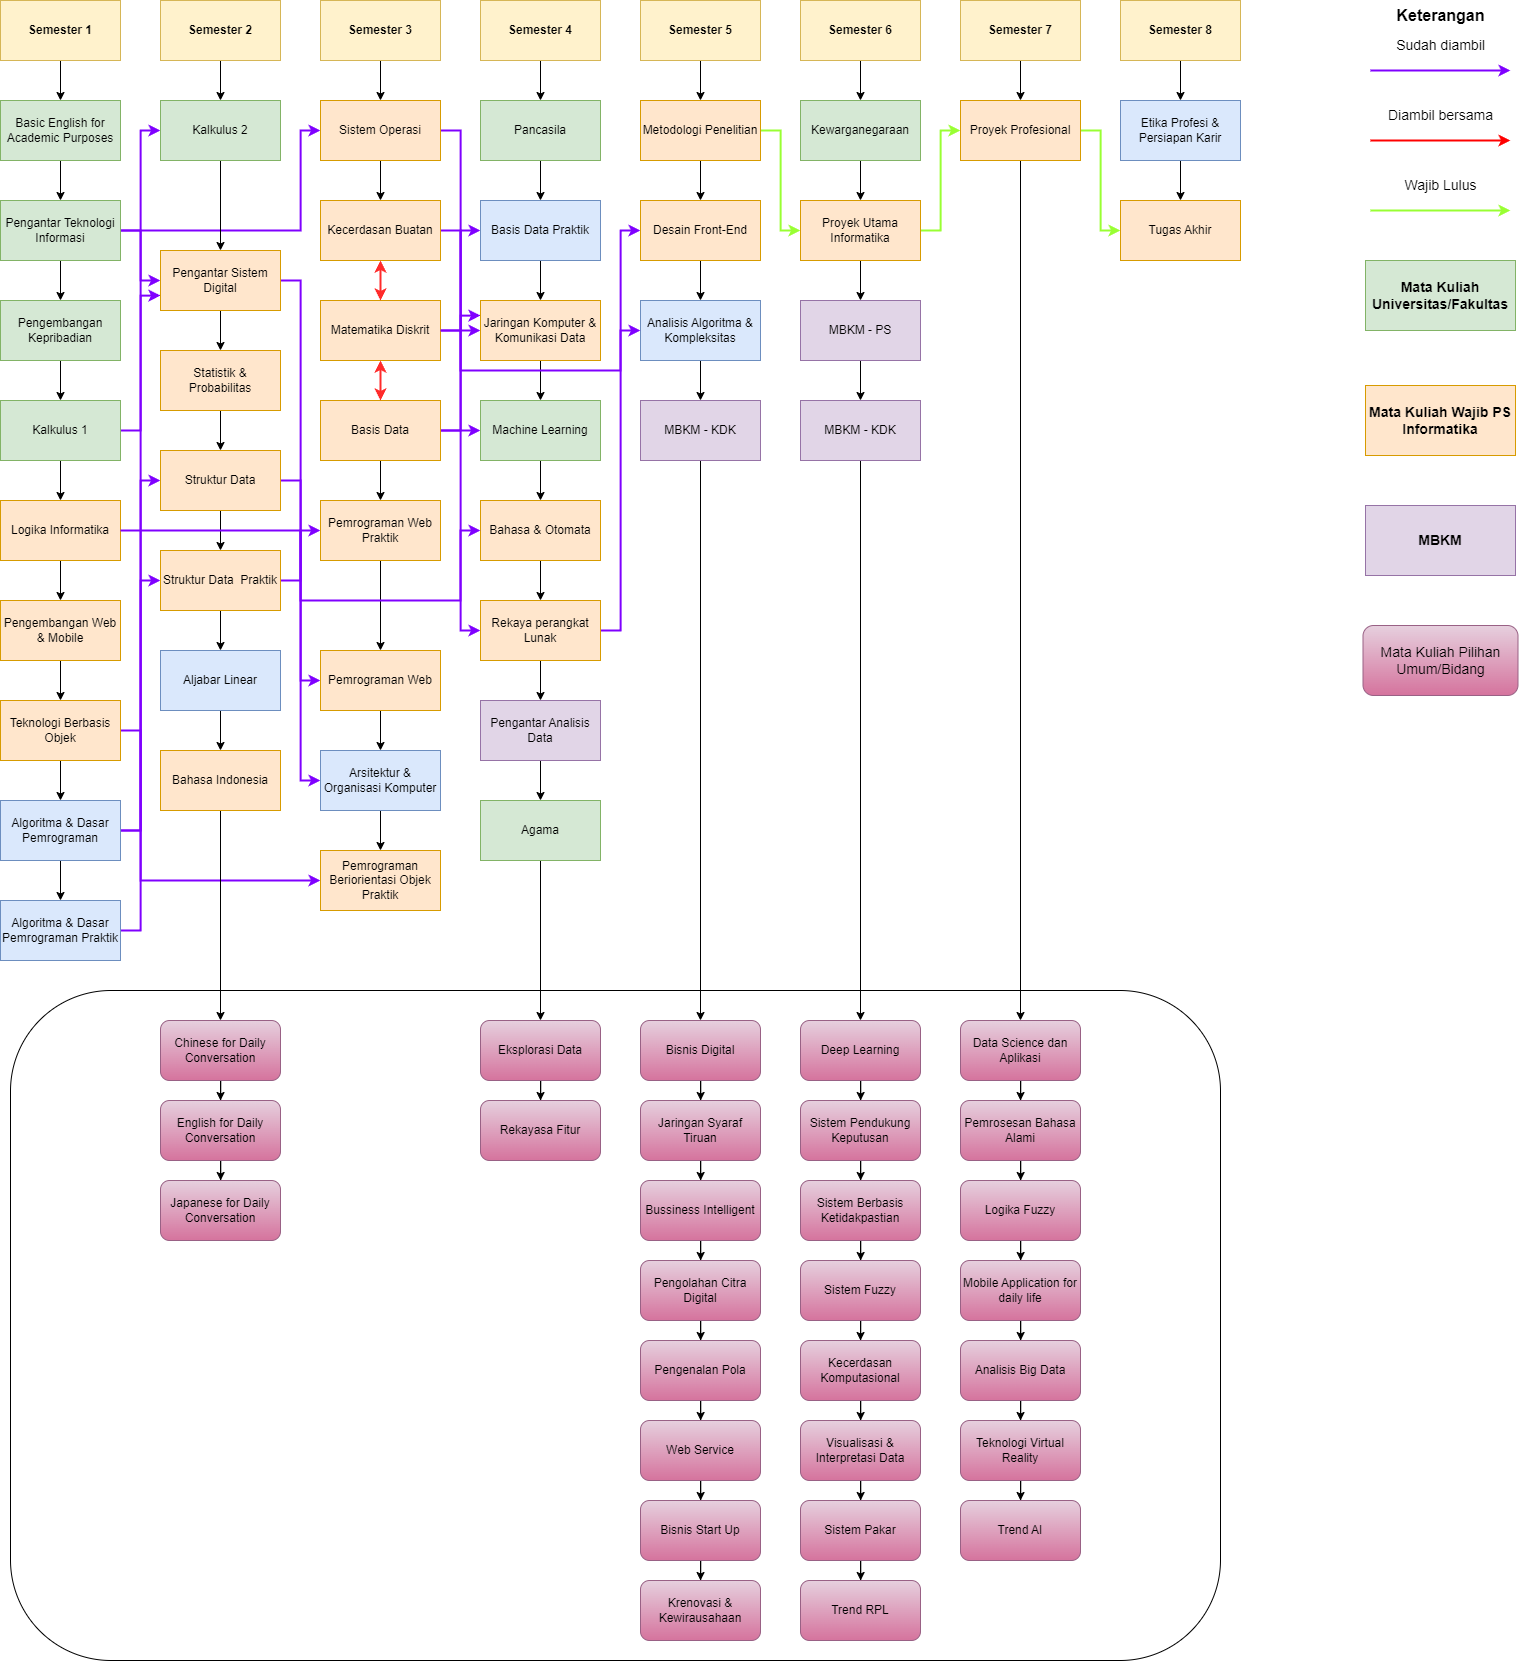 Semester 1
Basic English for
Academic Purposes
Pengantar Teknologi
Informasi
Pengembangan
Kepribadian
Kalkulus 1
Logika Informatika
Pengembangan Web
& Mobile
Teknologi Berbasis
Objek
Algoritma & Dasar
Pemrograman
Algoritma & Dasar
Pemrograman Praktik
Semester 2
Kalkulus 2
Pengantar Sistem
Digital
Statistik &
Probabilitas
Struktur Data
Struktur Data Praktik
Aljabar Linear
Bahasa Indonesia
Chinese for Daily
Conversation
English for Daily
Conversation
Japanese for Daily
Conversation
Semester 3
Sistem Operasi
Kecerdasan Buatan
Matematika Diskrit
Basis Data
Pemrograman Web
Praktik
Pemrograman Web
Arsitektur &
Organisasi Komputer
Pemrograman
Beriorientasi Objek
Praktik
Semester 4
Pancasila
Basis Data Praktik
Jaringan Komputer &
Komunikasi Data
Machine Learning
Bahasa & Otomata
Rekaya perangkat
Lunak
Pengantar Analisis
Data
Agama
Eksplorasi Data
Rekayasa Fitur
Semester 5
Metodologi Penelitian
Desain Front-End
Analisis Algoritma &
Kompleksitas
MBKM - KDK
Bisnis Digital
Jaringan Syaraf
Tiruan
Bussiness Intelligent
Pengolahan Citra
Digital
Pengenalan Pola
Web Service
Bisnis Start Up
Krenovasi &
Kewirausahaan
Semester 6
Kewarganegaraan
Proyek Utama
Informatika
MBKM - PS
MBKM - KDK
Deep Learning
Sistem Pendukung
Keputusan
Sistem Berbasis
Ketidakpastian
Sistem Fuzzy
Kecerdasan
Komputasional
Visualisasi &
Interpretasi Data
Sistem Pakar
Trend RPL
Semester 7
Proyek Profesional
Data Science dan
Aplikasi
Pemrosesan Bahasa
Alami
Logika Fuzzy
Mobile Application for
daily life
Analisis Big Data
Teknologi Virtual
Reality
Trend AI
Semester 8
Etika Profesi &
Persiapan Karir
Tugas Akhir
Keterangan
Sudah diambil
Diambil bersama
Wajib Lulus
Mata Kuliah
Universitas/Fakultas
Mata Kuliah Wajib PS
Informatika
MBKM
Mata Kuliah Pilihan
Umum/Bidang